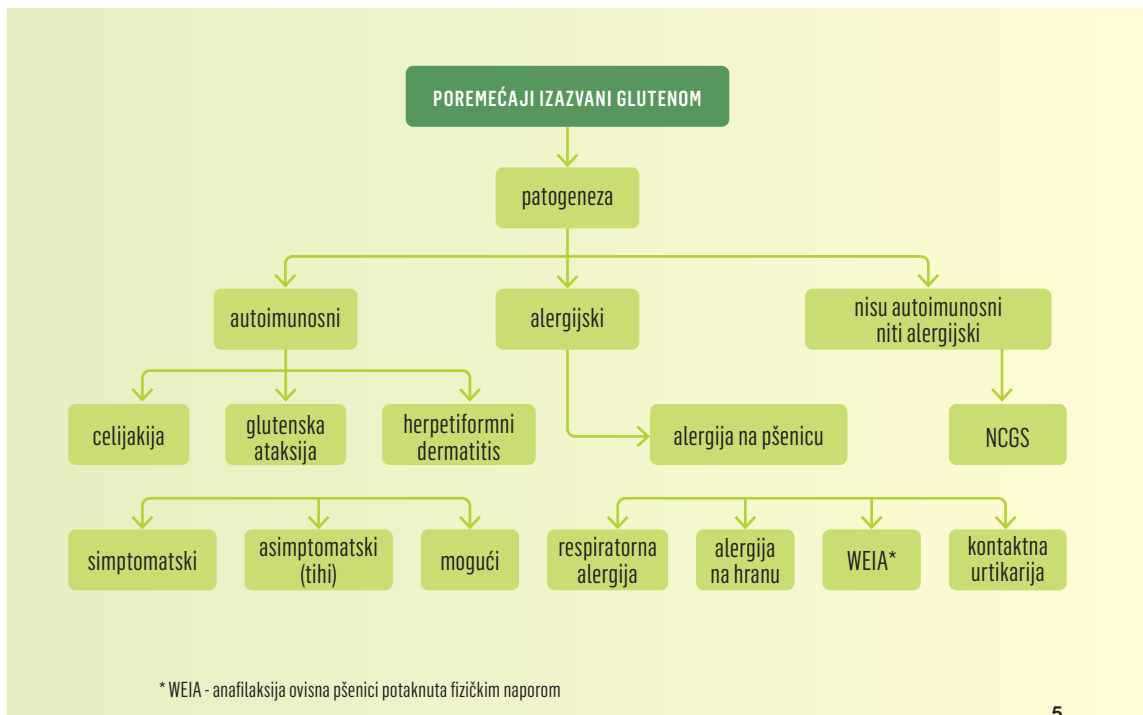 POREMEĆAJI IZAZVANI GLUTENOM
patogeneza
autoimunosni
alergijski
nisu autoimunosni
niti alergijski
celijakija
glutenska
ataksija
herpetiformni
dermatitis
alergija na pšenicu
NCGS
simptomatski
asimptomatski
(tihi)
mogući
respiratorna
alergija
alergija
na hranu
WEIA*
kontaktna
urtikarija
* WEIA - anafilaksija ovisna pšenici potaknuta fizičkim naporom
5